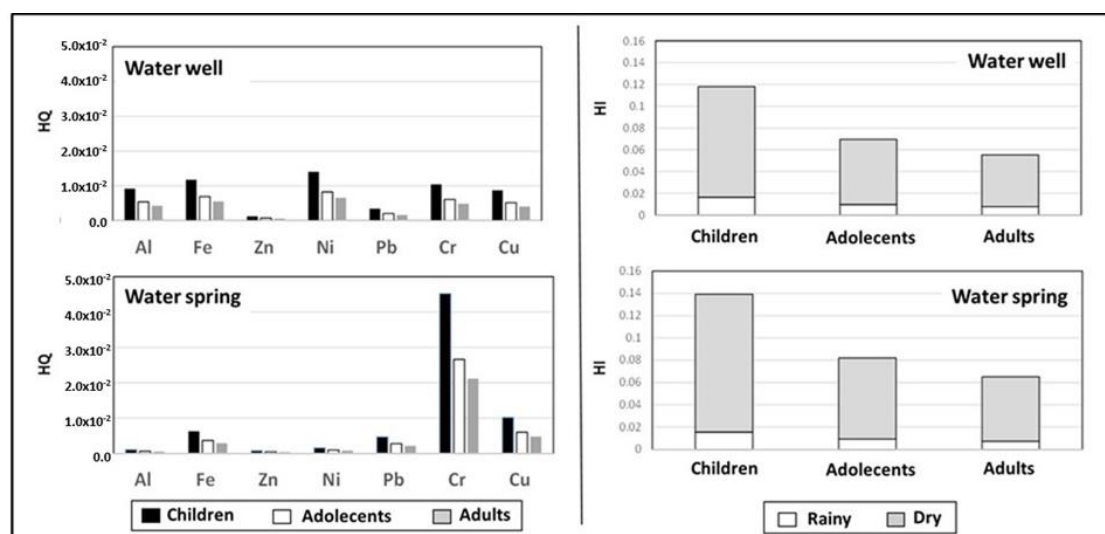 5.0x10-2
4.0x10-2
3.0x10-2
2.0x10-2
1.0x10-2
0.0
HQ
Water well
Al Fe Zn Ni Pb Cr Cu
5.0x10-2
4.0x10-2
3.0x10-2
2.0x10-2
1.0x10-2
0.0
HQ
Water spring
Al Fe Zn Ni Pb Cr Cu
Children Adolecents Adults
0.16
0.14
0.12
0.1
0.08
0.06
0.04
0.02
0
HI
Water well
Children Adolecents Adults
0.16
0.14
0.12
0.1
0.08
0.06
0.04
0.02
0
HI
Water spring
Children Adolecents Adults
Rainy Dry